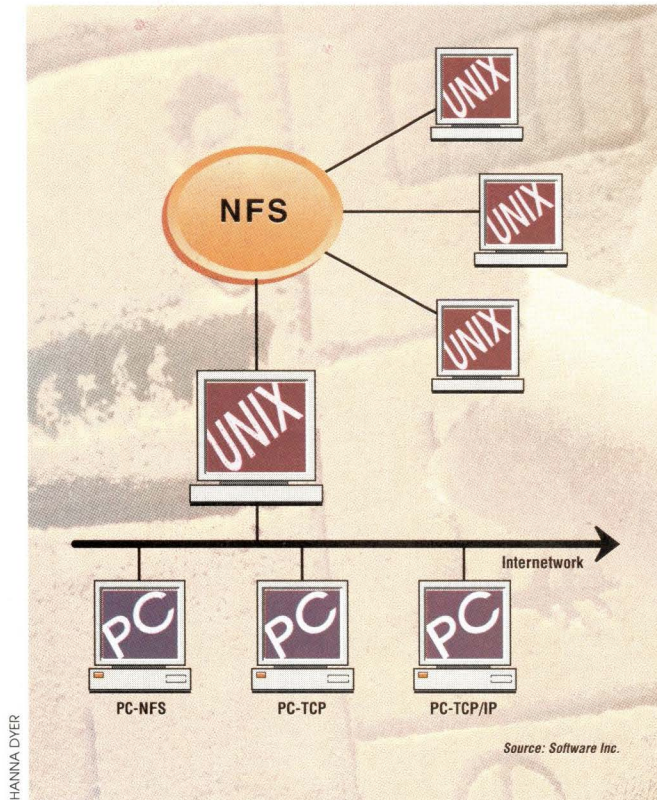 UNIX
NFS
UNIX
UNIX
UNIX
Internetwork
PC
PC
PC
PC-NFS PC-TCP PC-TCP/IP
Source: Software Inc.
HANNA DYER